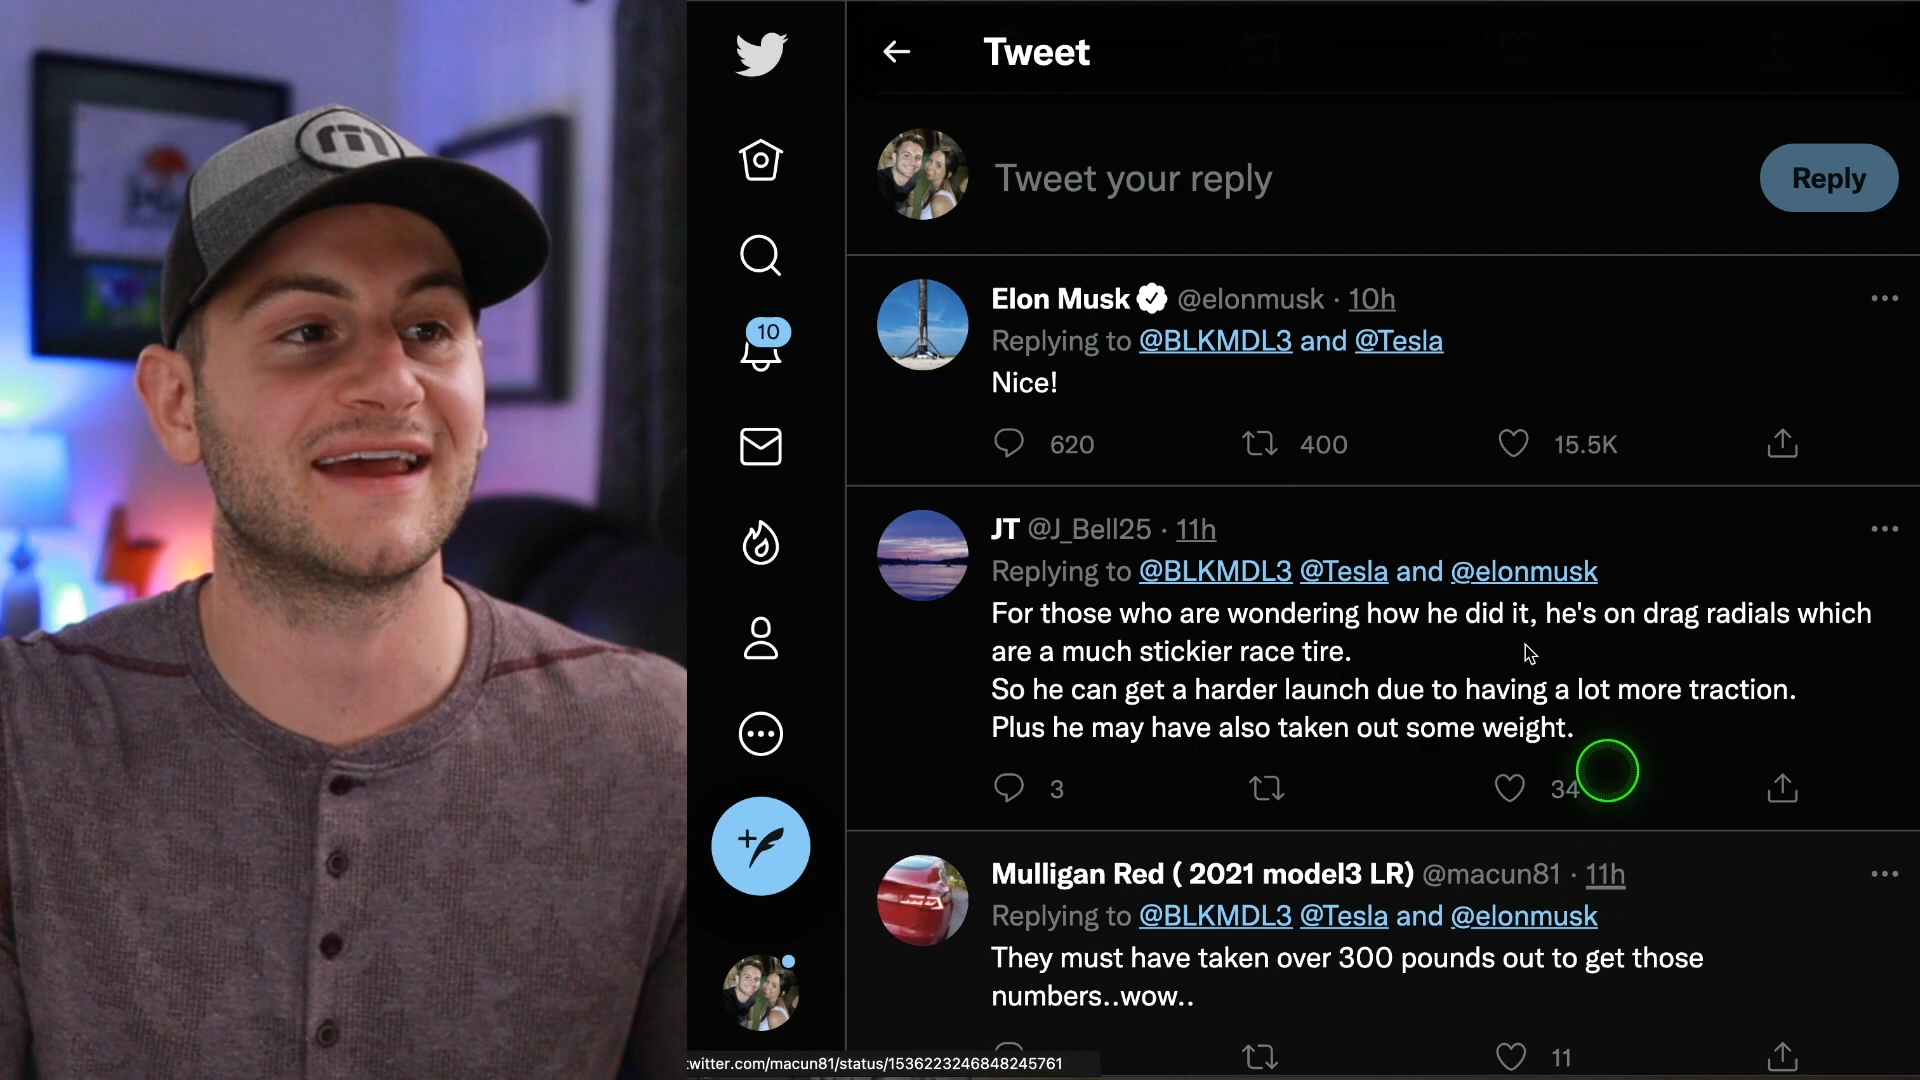 Tweet
Tweet your reply
Reply
10
Elon Musk @elonmusk · 10h
Replying to @BLKMDL3 and @Tesla
Nice!
620 400 15.5K
JT @J_Bell25 · 11h
Replying to @BLKMDL3 @Tesla and @elonmusk
For those who are wondering how he did it, he's on drag radials which
are a much stickier race tire.
So he can get a harder launch due to having a lot more traction.
Plus he may have also taken out some weight.
3 34
Mulligan Red ( 2021 model3 LR) @macun81 · 11h
Replying to @BLKMDL3 @Tesla and @elonmusk
They must have taken over 300 pounds out to get those
numbers..wow..
11
twitter.com/macun81/status/1536223246848245761